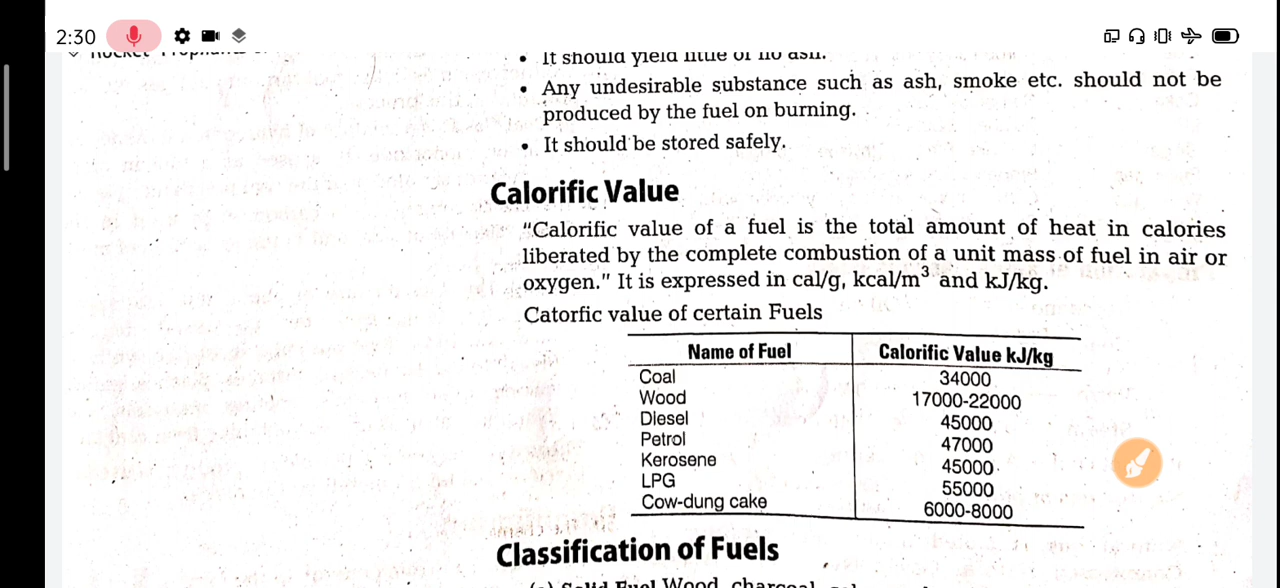 2:30
It should yield little or no ash.
• Any undesirable substance such as ash, smoke etc. should not be
produced by the fuel on burning.
• It should be stored safely.
Calorific Value
"Calorific value of a fuel is the total amount of heat in calories
liberated by the complete combustion of a unit mass of fuel in air or
oxygen." It is expressed in cal/g, kcal/m³ and kJ/kg.
Catorfic value of certain Fuels
Name of Fuel Calorific Value kJ/kg
Coal 34000
Wood 17000-22000
Diesel 45000
Petrol 47000
Kerosene 45000
LPG 55000
Cow-dung cake 6000-8000
Classification of Fuels
Solid Fuel Wood, charcoal,